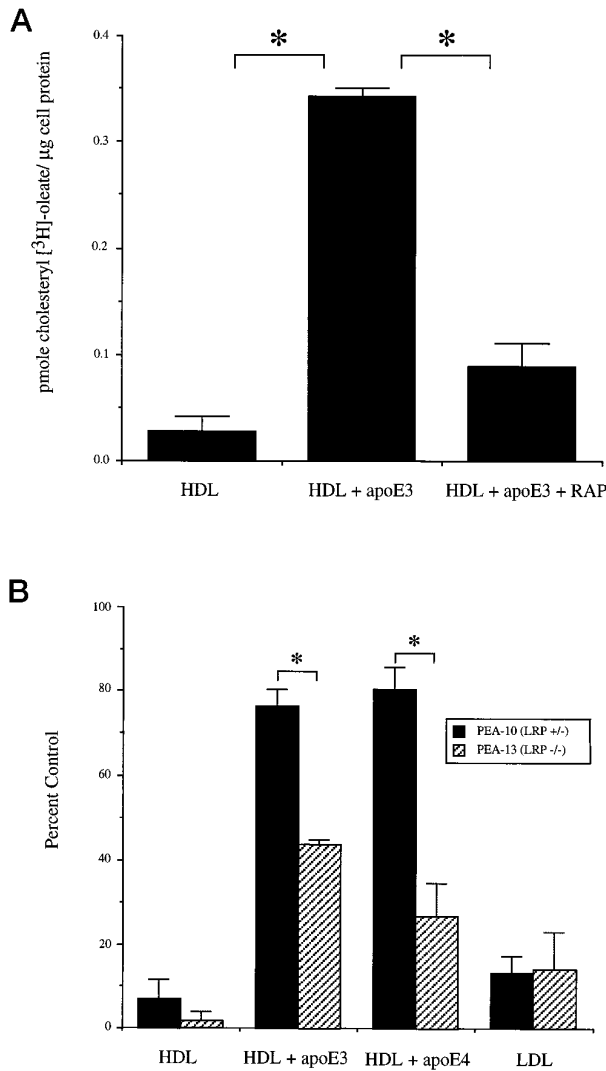 A
pmole cholesteryl [³H]-oleate/ µg cell protein
0.4
0.3
0.2
0.1
0.0
*
*
HDL
HDL + apoE3
HDL + apoE3 + RAP
B
Percent Control
100
80
60
40
20
0
*
*
PEA-10 (LRP +/-)
PEA-13 (LRP -/-)
HDL
HDL + apoE3
HDL + apoE4
LDL